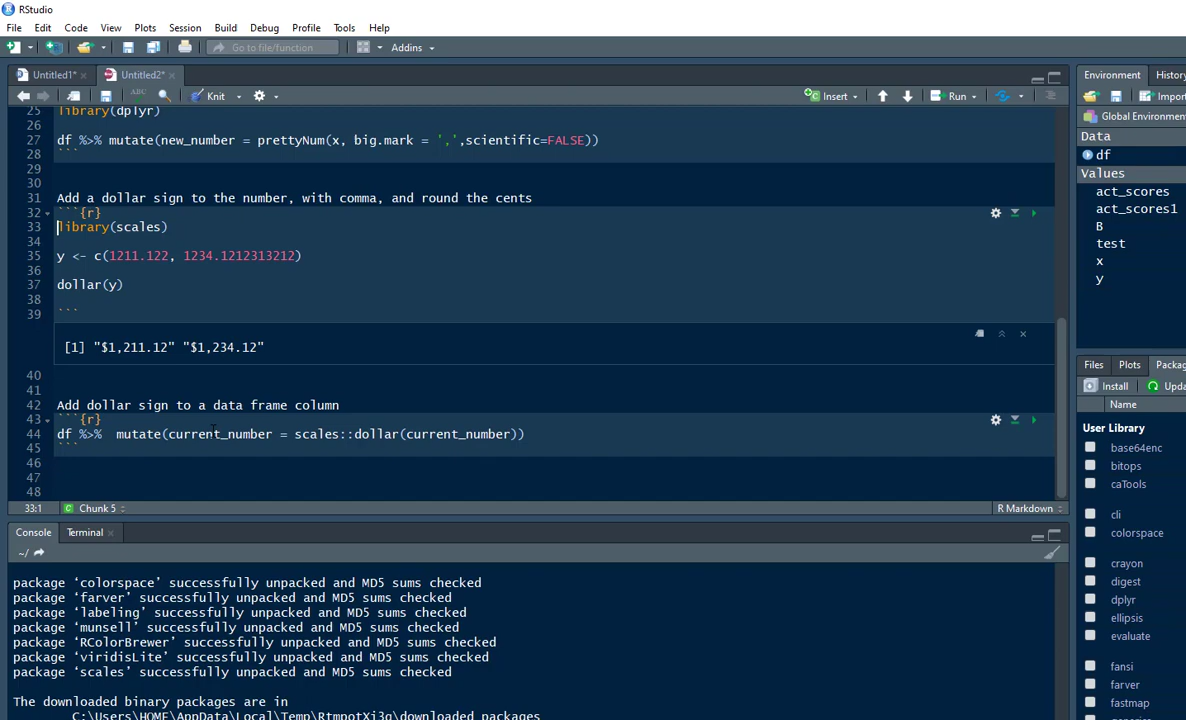 RStudio
File Edit Code View Plots Session Build Debug Profile Tools Help
Go to file/function Addins
Untitled1* × Untitled2* ×
ABC Knit Insert Run
25 library(dplyr)
26
27 df %>% mutate(new_number = prettyNum(x, big.mark = ',',scientific=FALSE))
28 ```
29
30
31 Add a dollar sign to the number, with comma, and round the cents
32 ```{r}
33 library(scales)
34
35 y <- c(1211.122, 1234.1212313212)
36
37 dollar(y)
38
39 ```
[1] "$1,211.12" "$1,234.12"
40
41
42 Add dollar sign to a data frame column
43 ```{r}
44 df %>%  mutate(current_number = scales::dollar(current_number))
45 ```
46
47
48
33:1 Chunk 5 R Markdown
Console Terminal ×
~/
package ‘colorspace’ successfully unpacked and MD5 sums checked
package ‘farver’ successfully unpacked and MD5 sums checked
package ‘labeling’ successfully unpacked and MD5 sums checked
package ‘munsell’ successfully unpacked and MD5 sums checked
package ‘RColorBrewer’ successfully unpacked and MD5 sums checked
package ‘viridisLite’ successfully unpacked and MD5 sums checked
package ‘scales’ successfully unpacked and MD5 sums checked
The downloaded binary packages are in
C:\Users\HOME\AppData\Local\Temp\RtmpotXi3q\downloaded_packages
Environment History
Import
Global Environment
Data
df
Values
act_scores
act_scores1
B
test
x
y
Files Plots Packag
Install Upda
Name
User Library
base64enc
bitops
caTools
cli
colorspace
crayon
digest
dplyr
ellipsis
evaluate
fansi
farver
fastmap